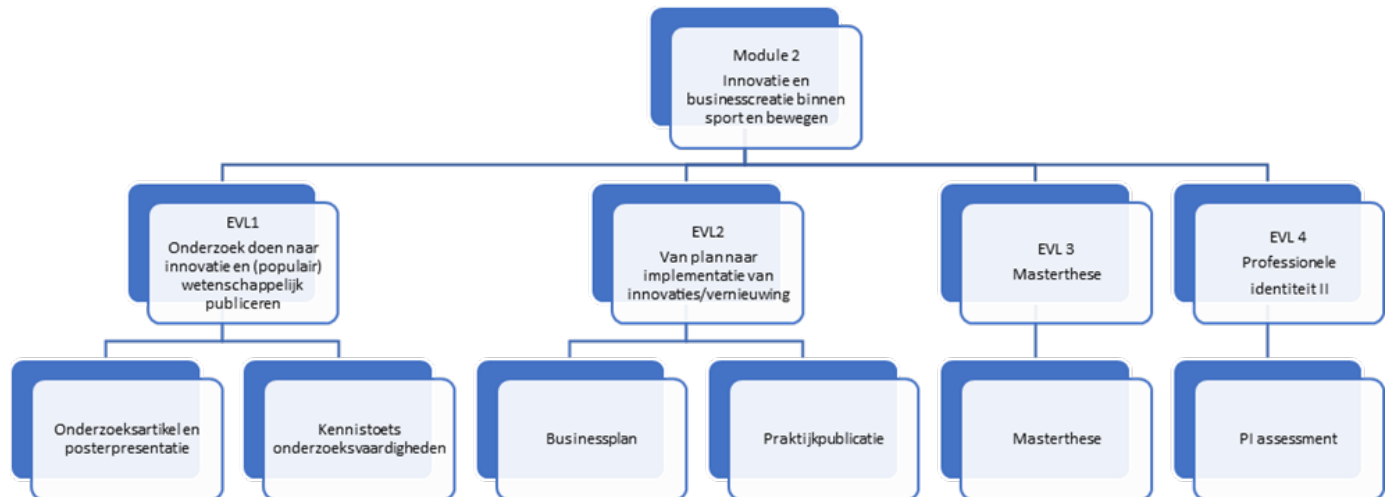 Module 2
Innovatie en
businesscreatie binnen
sport en bewegen
EVL1
Onderzoek doen naar
innovatie en (populair)
wetenschappelijk
publiceren
EVL2
Van plan naar
implementatie van
innovaties/vernieuwing
EVL 3
Masterthese
EVL 4
Professionele
identiteit II
Onderzoeksartikel en
posterpresentatie
Kennistoets
onderzoeksvaardigheden
Businessplan
Praktijkpublicatie
Masterthese
PI assessment